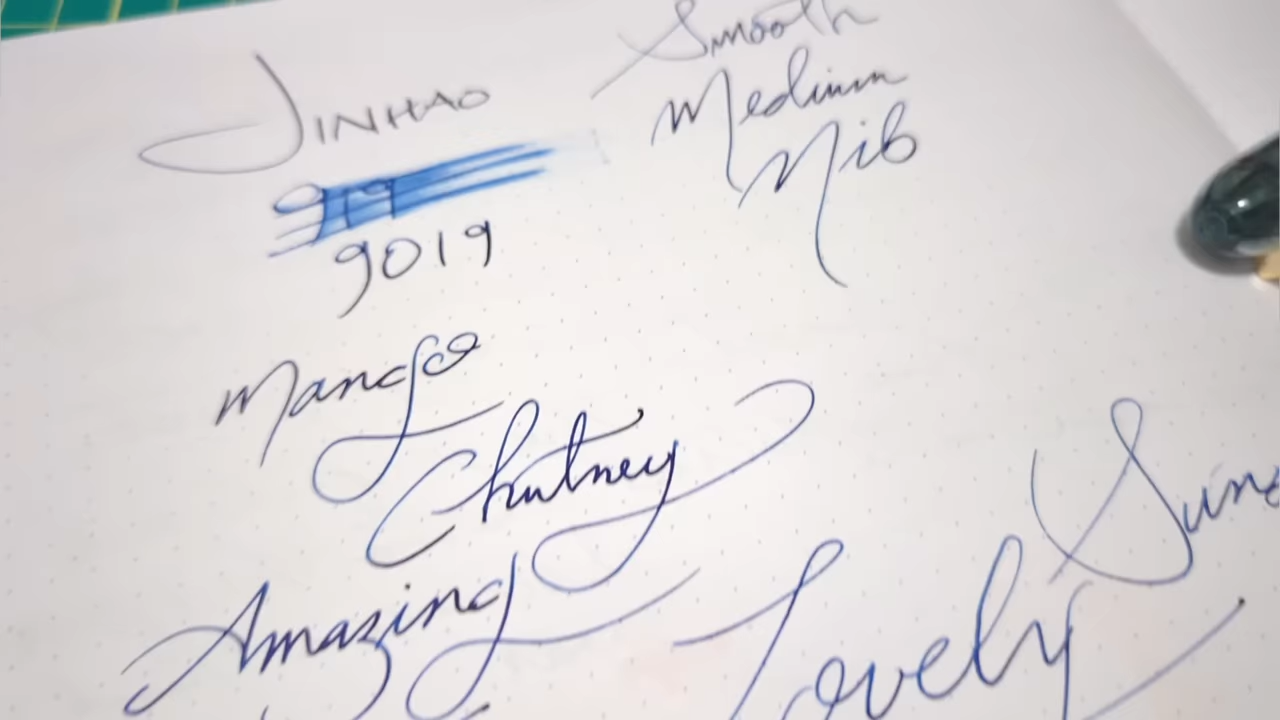 JINHAO
919
9019
Smooth
Medium
Nib
Mango
Chutney
Amazing
Lovely